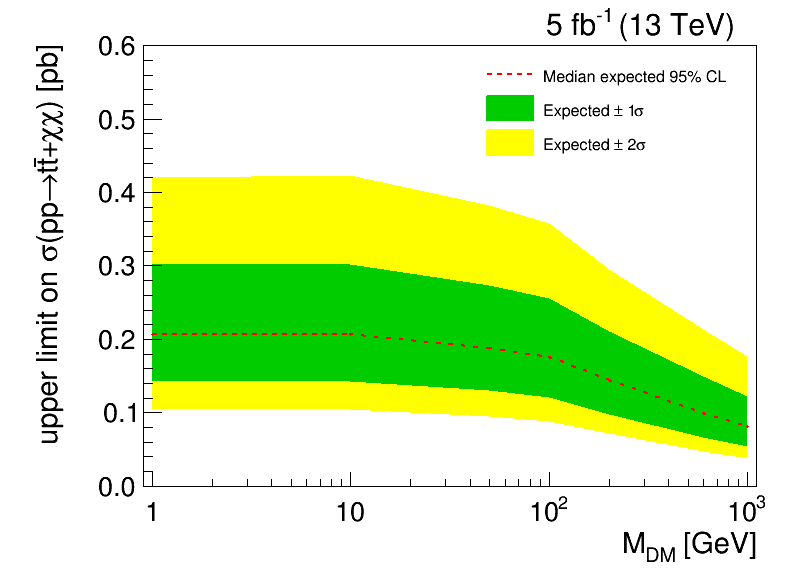 5 fb⁻¹ (13 TeV)
upper limit on σ(pp→tt̄+χχ) [pb]
0.6
0.5
0.4
0.3
0.2
0.1
0.0
Median expected 95% CL
Expected ± 1σ
Expected ± 2σ
1 10 10² 10³
M_DM [GeV]